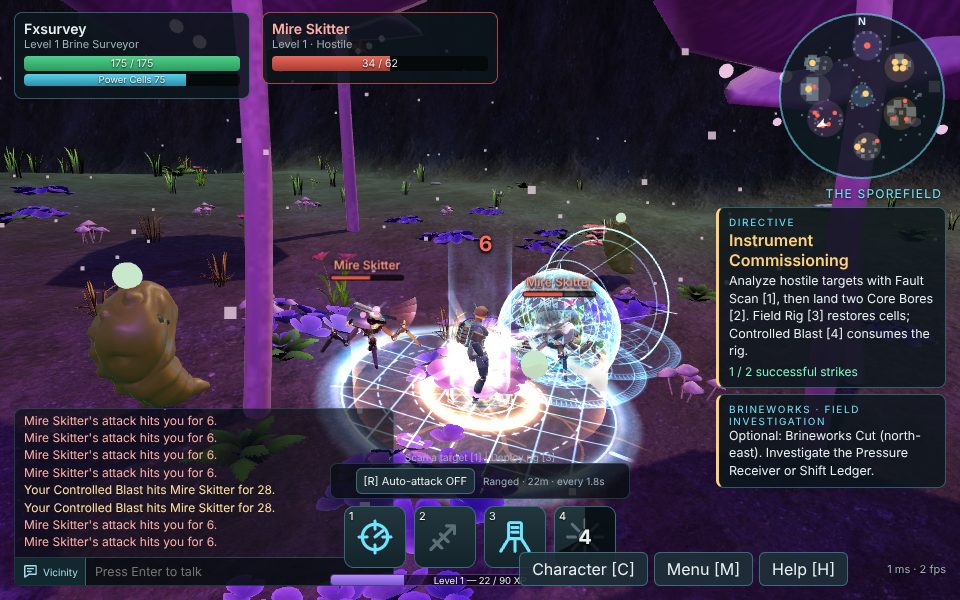 Fxsurvey
Level 1 Brine Surveyor
175 / 175
Power Cells 75
Mire Skitter
Level 1 · Hostile
34 / 62
N
THE SPOREFIELD
DIRECTIVE
Instrument
Commissioning
Analyze hostile targets with Fault
Scan [1], then land two Core Bores
[2]. Field Rig [3] restores cells;
Controlled Blast [4] consumes the
rig.
1 / 2 successful strikes
BRINEWORKS · FIELD
INVESTIGATION
Optional: Brineworks Cut (north-
east). Investigate the Pressure
Receiver or Shift Ledger.
6
Mire Skitter
Mire Skitter
Mire Skitter's attack hits you for 6.
Mire Skitter's attack hits you for 6.
Mire Skitter's attack hits you for 6.
Mire Skitter's attack hits you for 6.
Your Controlled Blast hits Mire Skitter for 28.
Your Controlled Blast hits Mire Skitter for 28.
Mire Skitter's attack hits you for 6.
Mire Skitter's attack hits you for 6.
Vicinity
Press Enter to talk
Scan a target [1]
rig [3]
[R] Auto-attack OFF
Ranged · 22m · every 1.8s
1
2
3
4
4
Level 1 — 22 / 90 XP
Character [C]
Menu [M]
Help [H]
1 ms · 2 fps